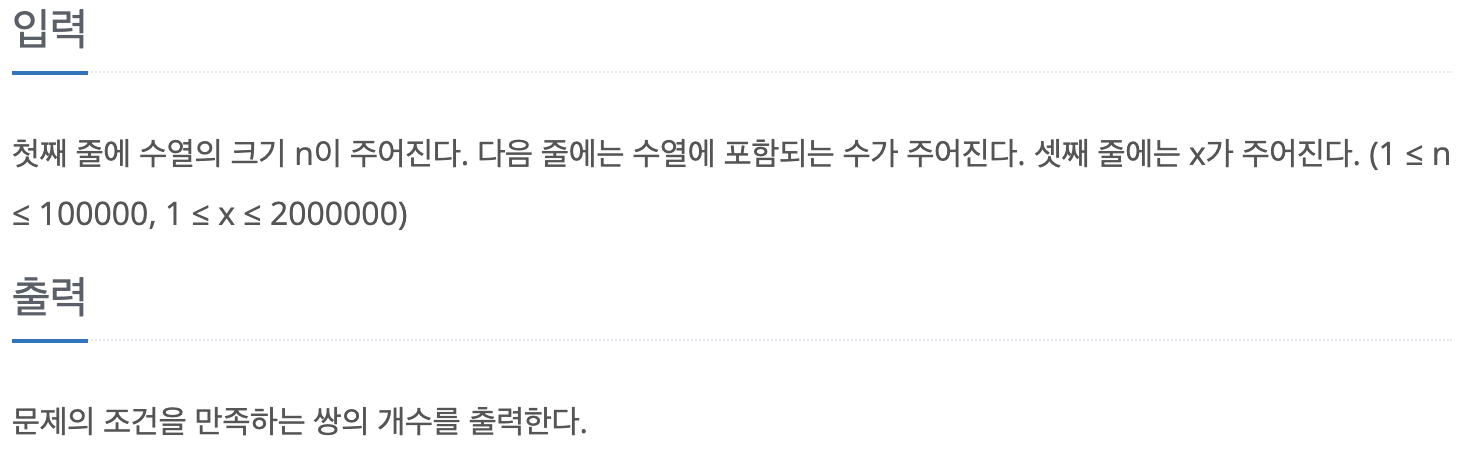 입력
첫째 줄에 수열의 크기 n이 주어진다. 다음 줄에는 수열에 포함되는 수가 주어진다. 셋째 줄에는 x가 주어진다. (1 ≤ n
≤ 100000, 1 ≤ x ≤ 2000000)
출력
문제의 조건을 만족하는 쌍의 개수를 출력한다.